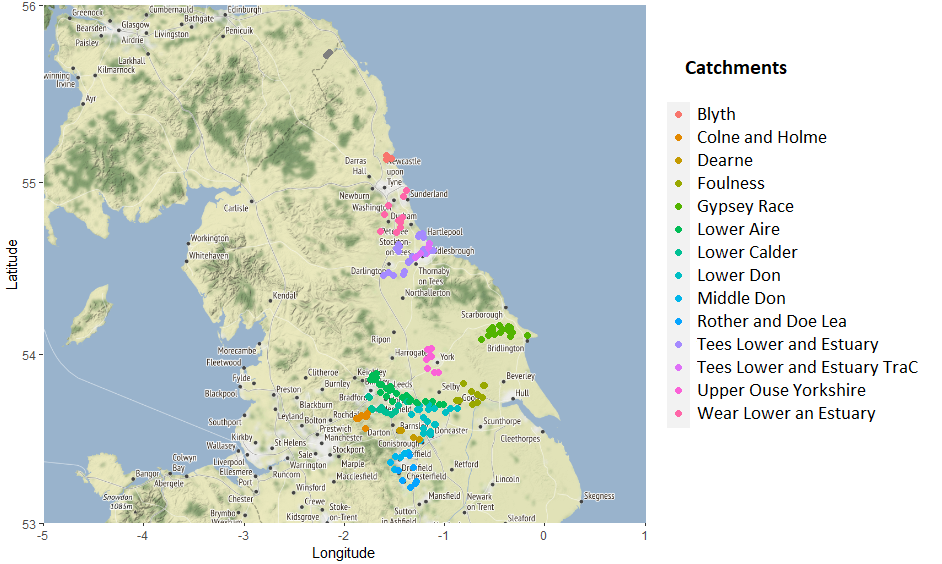 56
55
54
53
Latitude
-5
-4
-3
-2
-1
0
1
Longitude
Greenock
Cumbernauld
Edinburgh
Bathgate
Bearsden
Glasgow
Livingston
Penicuik
Paisley
Airdrie
Larkhall
Kilmarnock
Irvine
Ayr
Darras
Hall
Newcastle
upon
Tyne
Newburn
Sunderland
Washington
Carlisle
Durham
Peterlee
Hartlepool
Workington
Stockton-
on-Tees
Middlesbrough
Whitehaven
Darlington
Thornaby
on Tees
Northallerton
Kendal
Scarborough
Ripon
Bridlington
Morecambe
Harrogate
York
Fleetwood
Clitheroe
Keighley
Beverley
Fylde
Burnley
Leeds
Selby
Preston
Bradford
Hull
Blackpool
Blackburn
Goole
Leyland
Rochdale
Southport
Bolton
Scunthorpe
Prestwich
Darton
Barnsley
Doncaster
Cleethorpes
Kirkby
St Helens
Manchester
Conisbrough
Wallasey
Sale
Stockport
Sheffield
Colwyn
Bay
Liverpool
Warrington
Marple
Dronfield
Retford
Bangor
Ellesmere
Port
Runcorn
Macclesfield
Chesterfield
Abergele
Lincoln
Winsford
Snowdon
1085m
Chester
Mansfield
Newark
on Trent
Skegness
Crewe
Brymbo
Wrexham
Kidsgrove
Stoke-
on-Trent
Sutton
in Ashfield
Sleaford
Catchments
Blyth
Colne and Holme
Dearne
Foulness
Gypsey Race
Lower Aire
Lower Calder
Lower Don
Middle Don
Rother and Doe Lea
Tees Lower and Estuary
Tees Lower and Estuary TraC
Upper Ouse Yorkshire
Wear Lower an Estuary